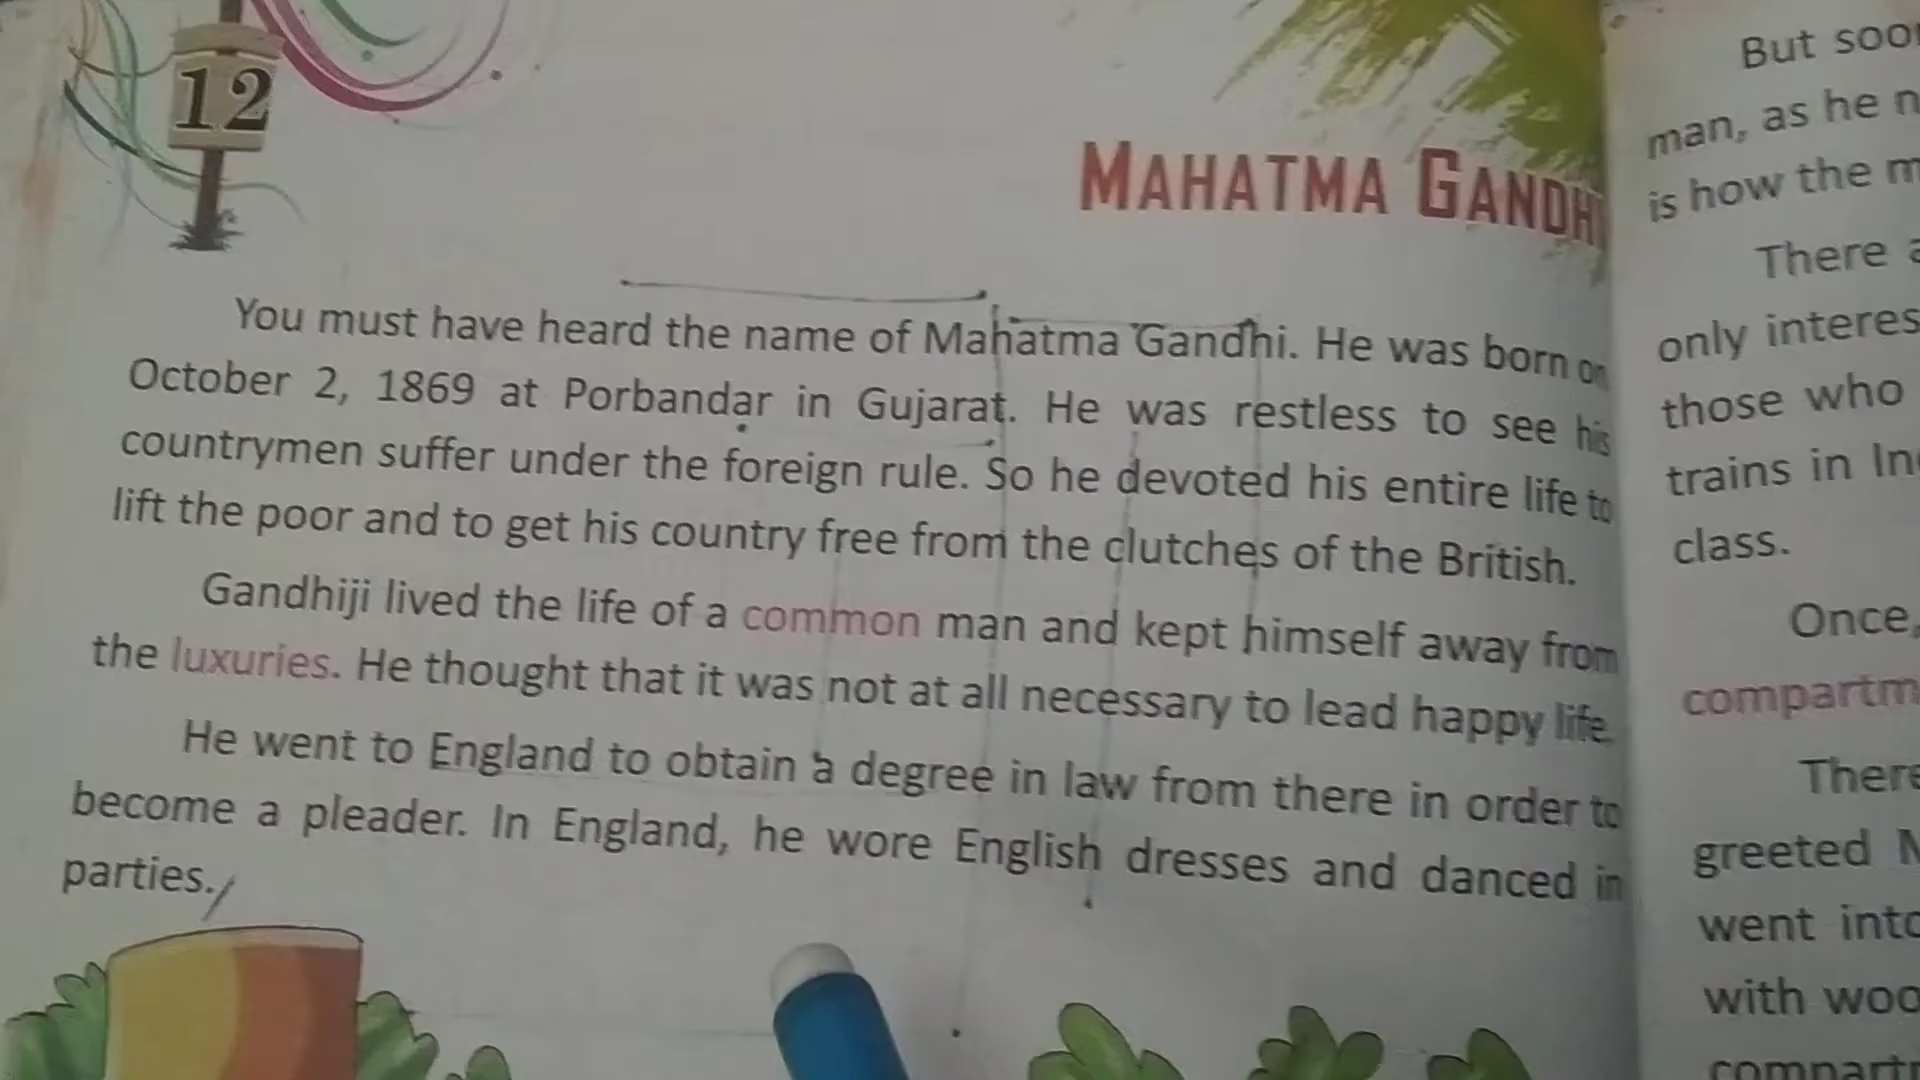 12
MAHATMA GANDHI
You must have heard the name of Mahatma Gandhi. He was born on
October 2, 1869 at Porbandar in Gujarat. He was restless to see his
countrymen suffer under the foreign rule. So he devoted his entire life to
lift the poor and to get his country free from the clutches of the British.
Gandhiji lived the life of a common man and kept himself away from
the luxuries. He thought that it was not at all necessary to lead happy life.
He went to England to obtain a degree in law from there in order to
become a pleader. In England, he wore English dresses and danced in
parties.
But
man, as he
is how the
There
only
those who
trains in
class.
Once,
There
greeted
went
with